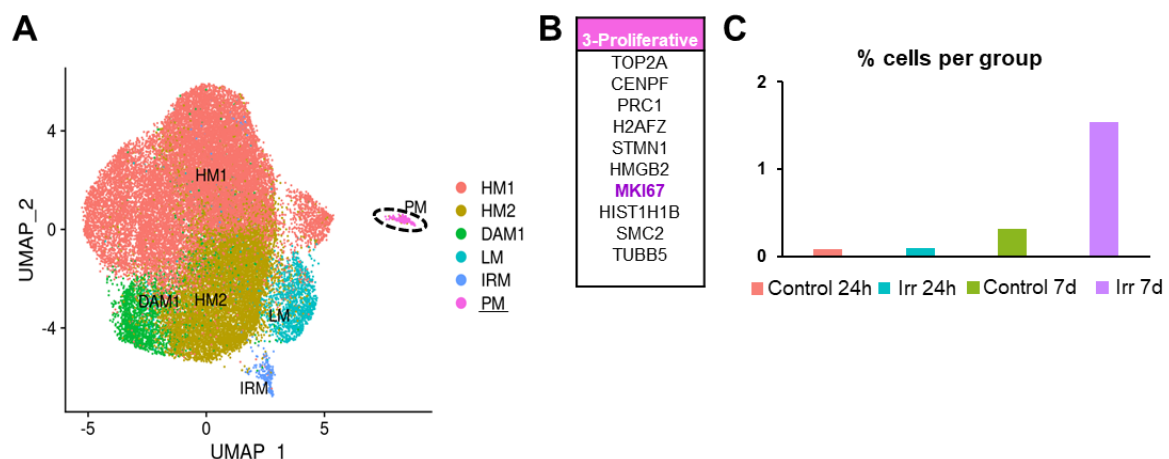 A
UMAP_2
4
0
-4
-5
0
5
UMAP_1
HM1
PM
DAM1
HM2
LM
IRM
HM1
HM2
DAM1
LM
IRM
PM
B
3-Proliferative
TOP2A
CENPF
PRC1
H2AFZ
STMN1
HMGB2
MKI67
HIST1H1B
SMC2
TUBB5
C
% cells per group
2
1
0
Control 24h Irr 24h Control 7d Irr 7d